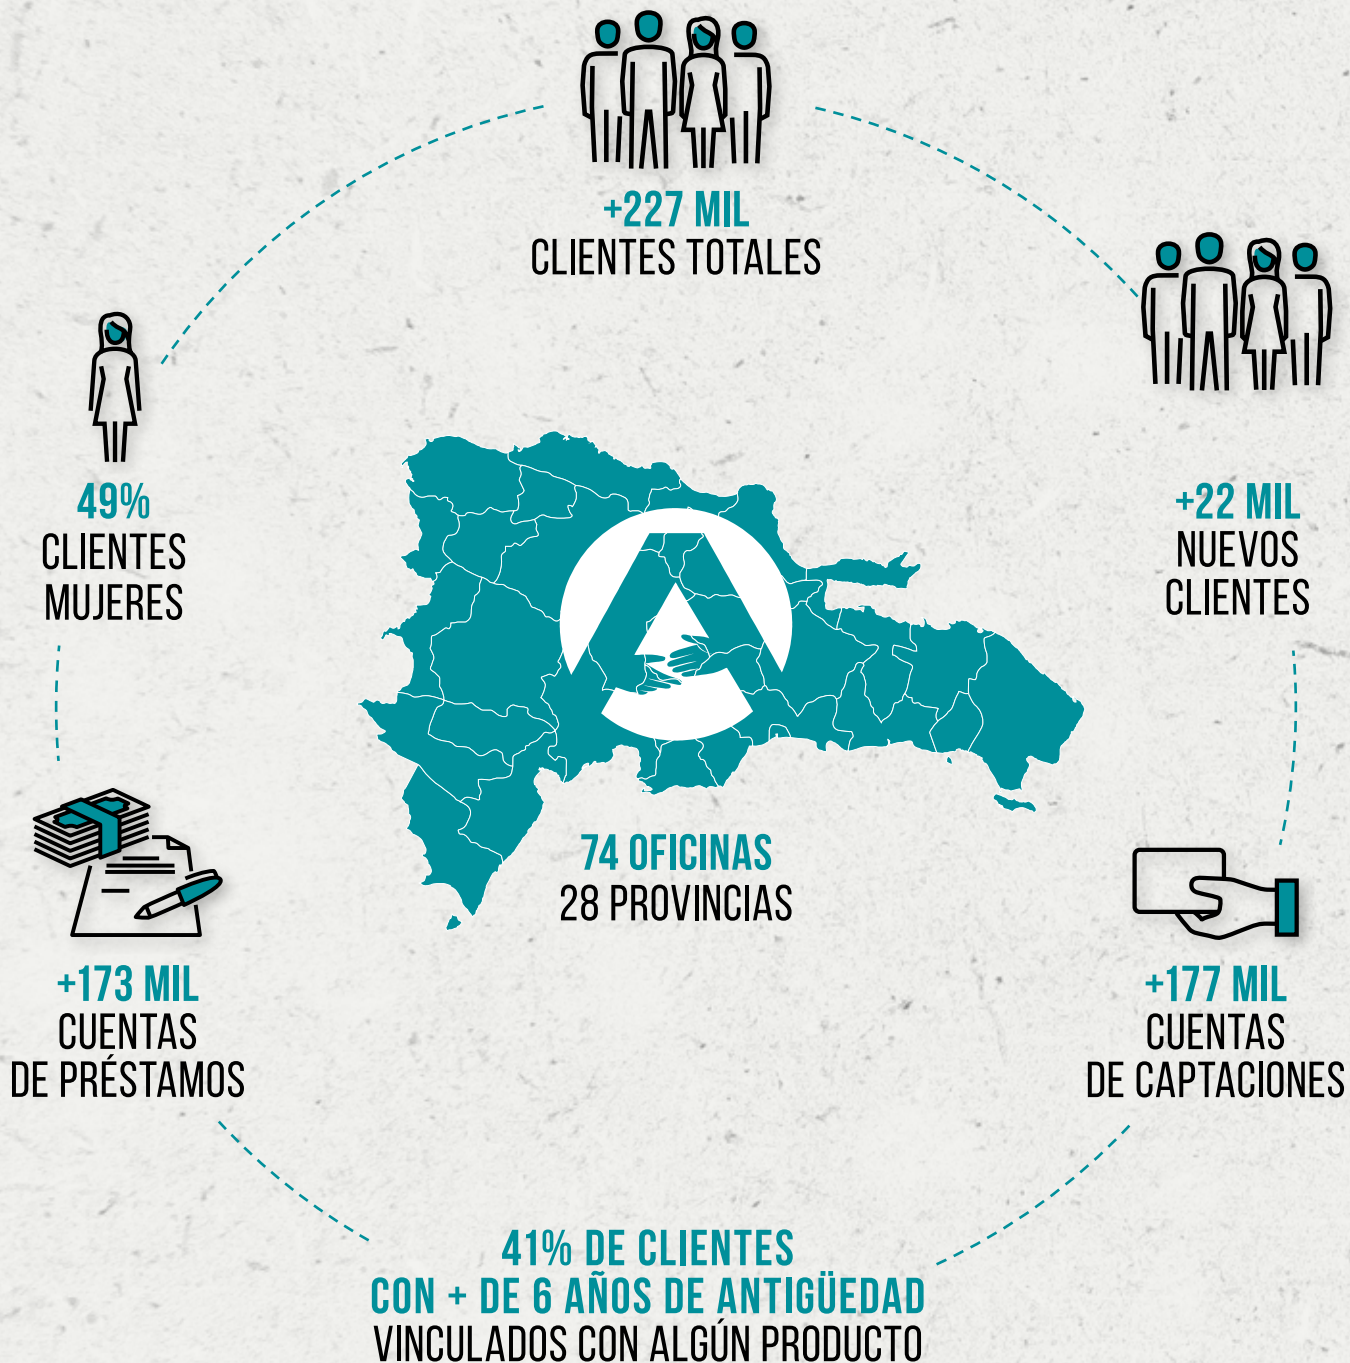 +227 MIL
CLIENTES TOTALES
49%
CLIENTES
MUJERES
+22 MIL
NUEVOS
CLIENTES
74 OFICINAS
28 PROVINCIAS
+173 MIL
CUENTAS
DE PRÉSTAMOS
+177 MIL
CUENTAS
DE CAPTACIONES
41% DE CLIENTES
CON + DE 6 AÑOS DE ANTIGÜEDAD
VINCULADOS CON ALGÚN PRODUCTO